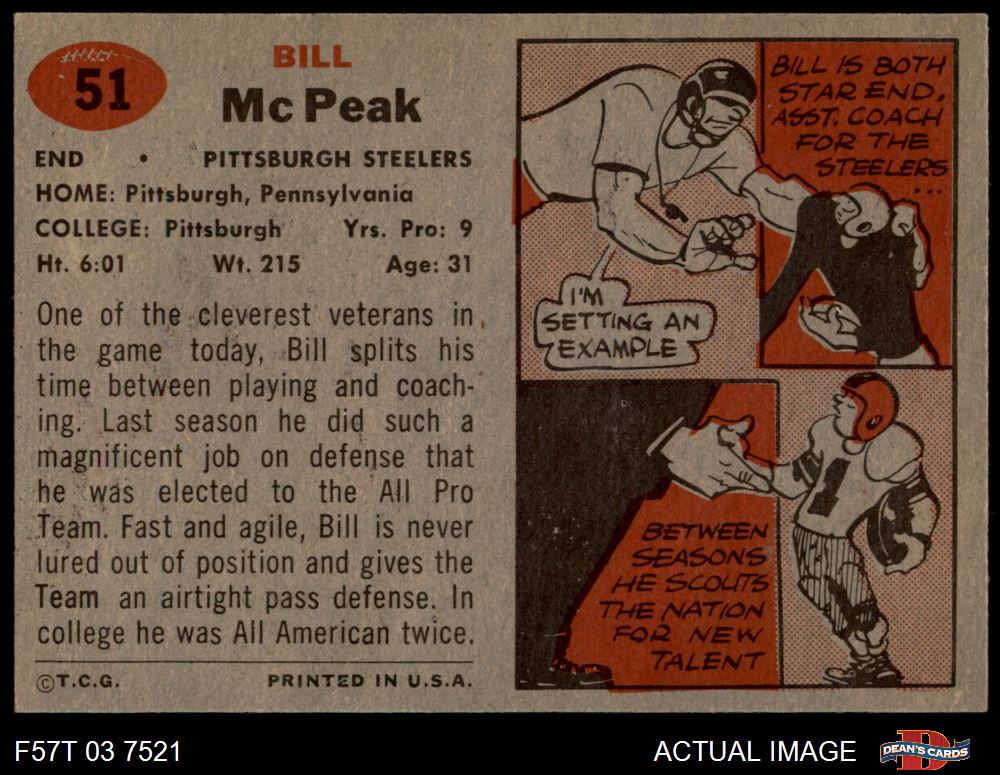 51
BILL
McPeak
END • PITTSBURGH STEELERS
HOME: Pittsburgh, Pennsylvania
COLLEGE: Pittsburgh Yrs. Pro: 9
Ht. 6:01 Wt. 215 Age: 31
One of the cleverest veterans in
the game today, Bill splits his
time between playing and coach-
ing. Last season he did such a
magnificent job on defense that
he was elected to the All Pro
Team. Fast and agile, Bill is never
lured out of position and gives the
Team an airtight pass defense. In
college he was All American twice.
©T.C.G. PRINTED IN U.S.A.
BILL IS BOTH
STAR END,
ASST. COACH
FOR THE
STEELERS
...
I'M
SETTING AN
EXAMPLE
BETWEEN
SEASONS
HE SCOUTS
THE NATION
FOR NEW
TALENT
1
F57T 03 7521
ACTUAL IMAGE
D
DEAN'S CARDS